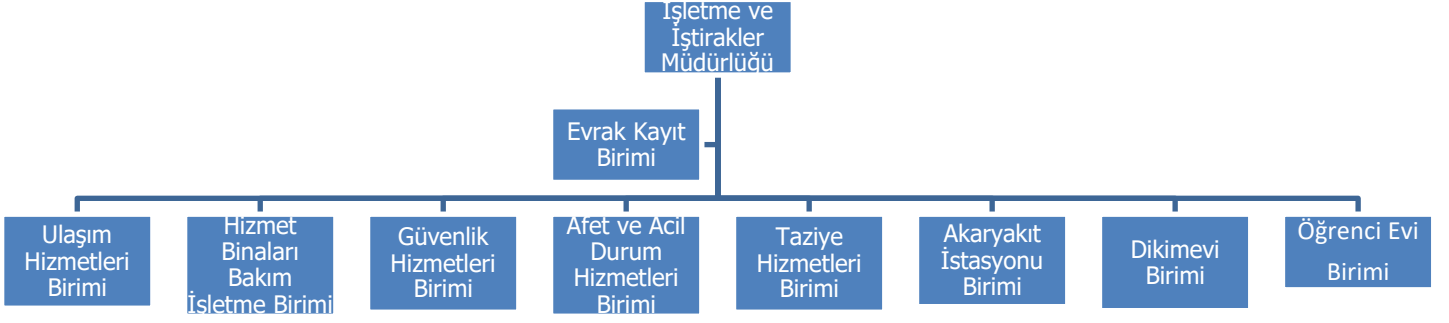 İşletme ve
İştirakler
Müdürlüğü
Evrak Kayıt
Birimi
Ulaşım
Hizmetleri
Birimi
Hizmet
Binaları
Bakım
İşletme Birimi
Güvenlik
Hizmetleri
Birimi
Afet ve Acil
Durum
Hizmetleri
Birimi
Taziye
Hizmetleri
Birimi
Akaryakıt
İstasyonu
Birimi
Dikimevi
Birimi
Öğrenci Evi
Birimi